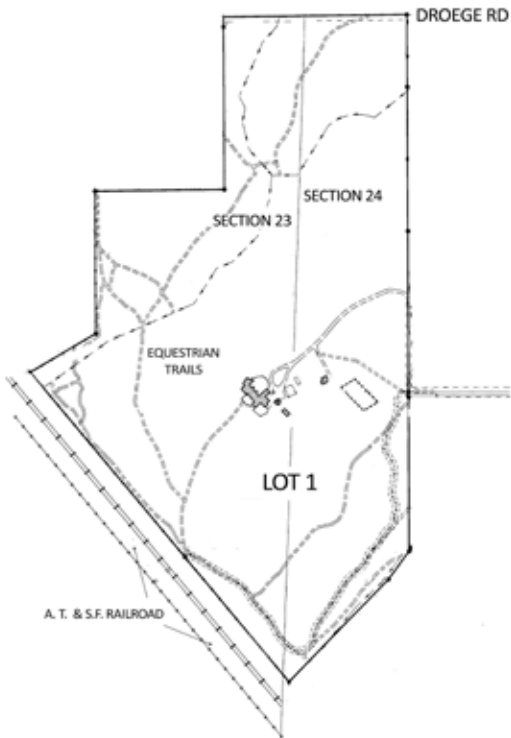 DROEGE RD
SECTION 24
SECTION 23
EQUESTRIAN
TRAILS
LOT 1
A. T. & S.F. RAILROAD